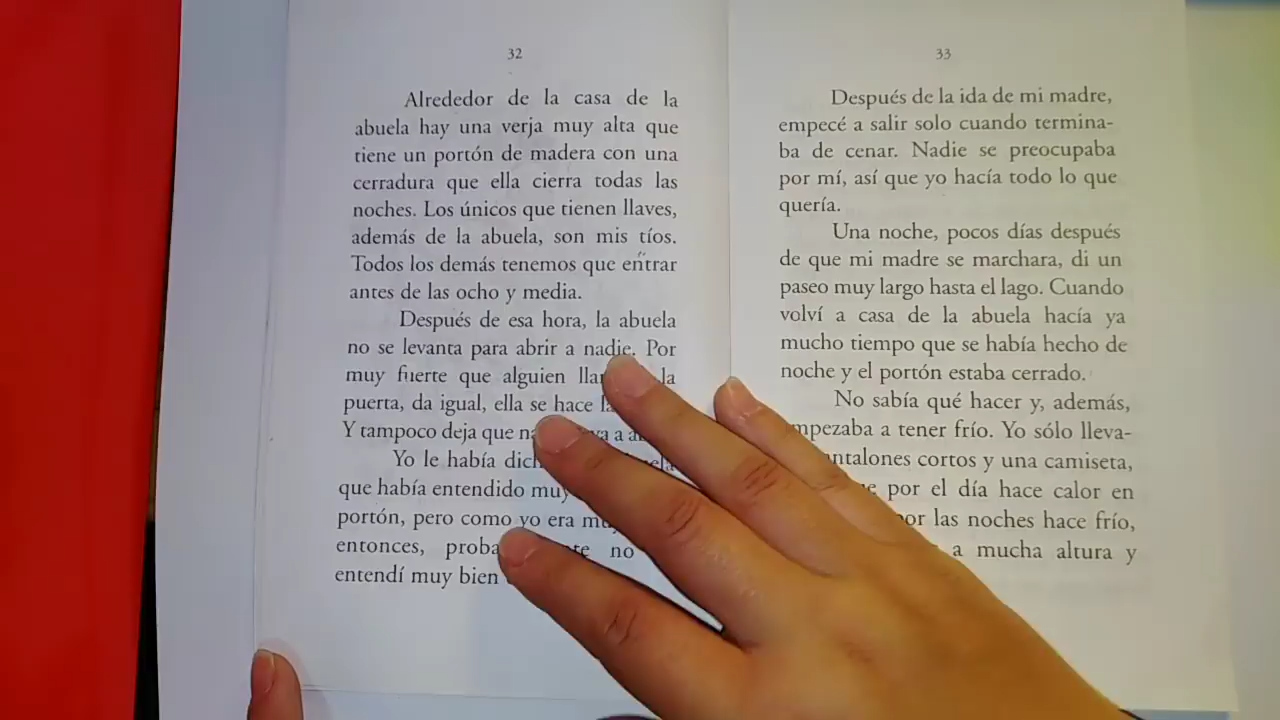 32
Alrededor de la casa de la
abuela hay una verja muy alta que
tiene un portón de madera con una
cerradura que ella cierra todas las
noches. Los únicos que tienen llaves,
además de la abuela, son mis tíos.
Todos los demás tenemos que entrar
antes de las ocho y media.
Después de esa hora, la abuela
no se levanta para abrir a nadie. Por
muy fuerte que alguien la
puerta, da igual, ella se hace
Y tampoco deja que a
Yo le había
que había entendido muy
portón, pero como yo era
entonces, no
entendí muy bien
33
Después de la ida de mi madre,
empecé a salir solo cuando termina-
ba de cenar. Nadie se preocupaba
por mí, así que yo hacía todo lo que
quería.
Una noche, pocos días después
de que mi madre se marchara, di un
paseo muy largo hasta el lago. Cuando
volví a casa de la abuela hacía ya
mucho tiempo que se había hecho de
noche y el portón estaba cerrado.
No sabía qué hacer y, además,
empezaba a tener frío. Yo sólo lleva-
pantalones cortos y una camiseta,
por el día hace calor en
por las noches hace frío,
a mucha altura y